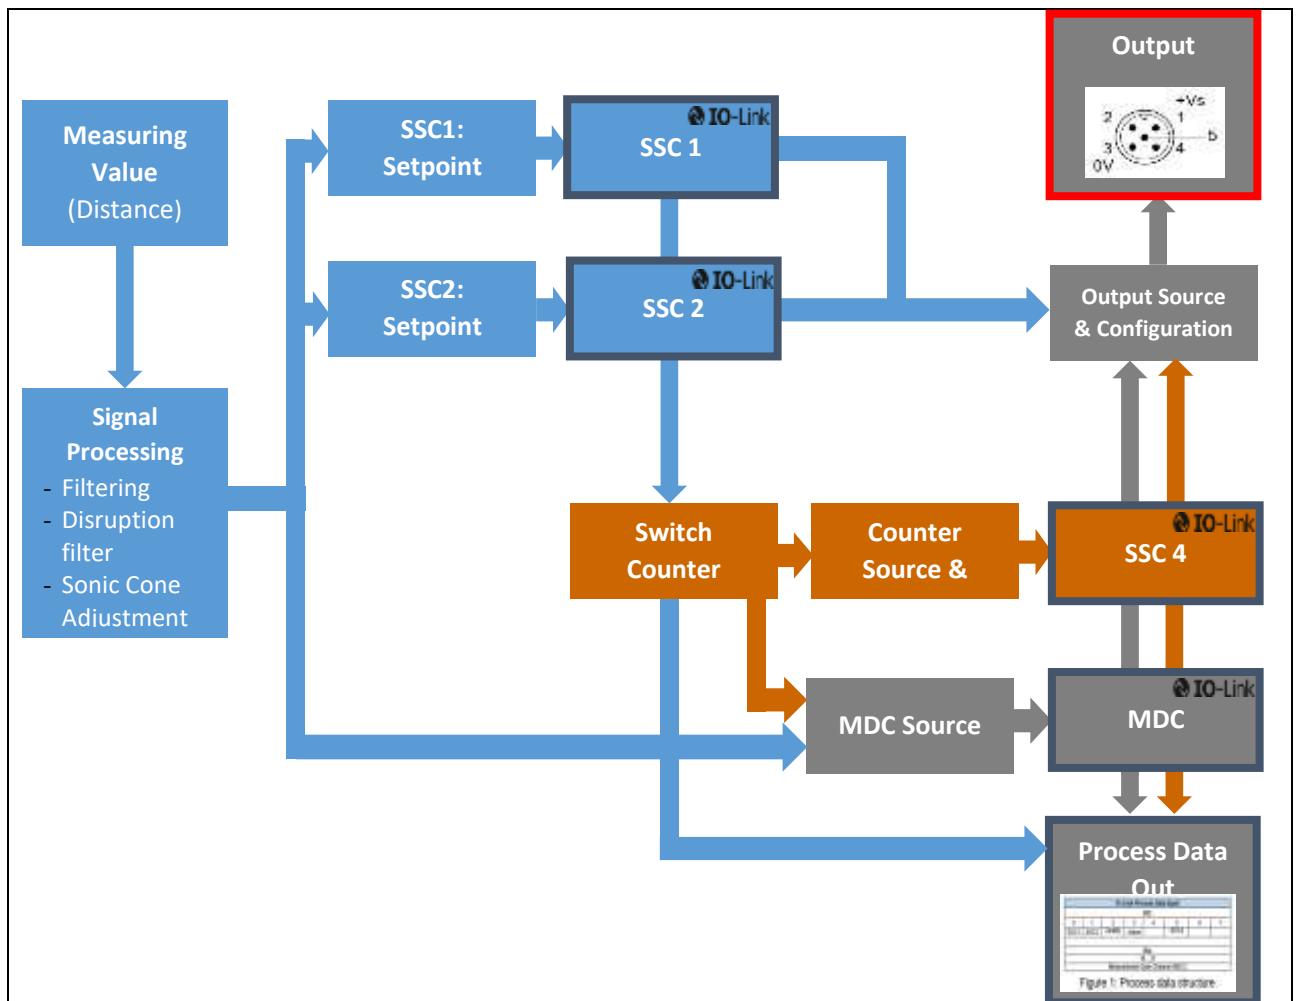 Measuring
Value
(Distance)
Signal
Processing
- Filtering
- Disruption
filter
- Sonic Cone
Adjustment
SSC1:
Setpoint
IO-Link
SSC 1
SSC2:
Setpoint
IO-Link
SSC 2
Output
+Vs
2
1
5
3
4
0V
Output Source
& Configuration
Switch
Counter
Counter
Source &
IO-Link
SSC 4
MDC Source
IO-Link
MDC
Process Data
Out
Figure 1: Process data structure